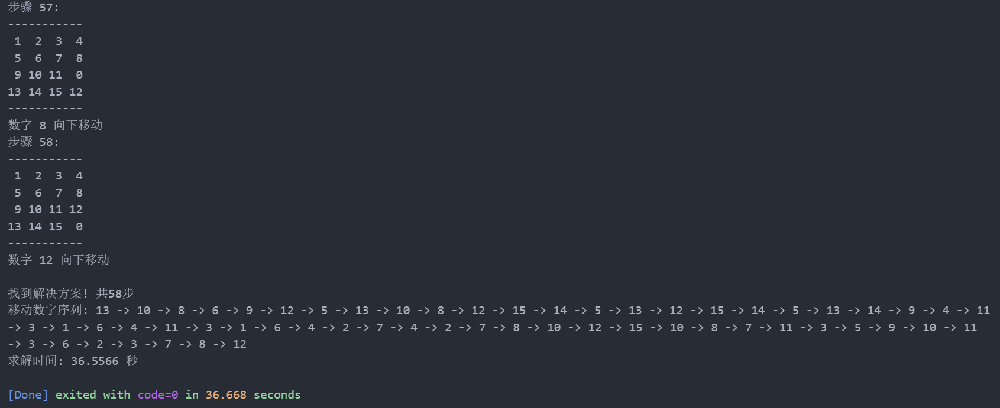 步骤 57:
-----------
 1  2  3  4
 5  6  7  8
 9 10 11  0
13 14 15 12
-----------
数字 8 向下移动
步骤 58:
-----------
 1  2  3  4
 5  6  7  8
 9 10 11 12
13 14 15  0
-----------
数字 12 向下移动
找到解决方案! 共58步
移动数字序列: 13 -> 10 -> 8 -> 6 -> 9 -> 12 -> 5 -> 13 -> 10 -> 8 -> 12 -> 15 -> 14 -> 5 -> 13 -> 12 -> 15 -> 14 -> 5 -> 13 -> 14 -> 9 -> 4 -> 11
-> 3 -> 1 -> 6 -> 4 -> 11 -> 3 -> 1 -> 6 -> 4 -> 2 -> 7 -> 4 -> 2 -> 7 -> 8 -> 10 -> 12 -> 15 -> 10 -> 8 -> 7 -> 11 -> 3 -> 5 -> 9 -> 10 -> 11
-> 3 -> 6 -> 2 -> 3 -> 7 -> 8 -> 12
求解时间: 36.5566 秒
[Done] exited with code=0 in 36.668 seconds